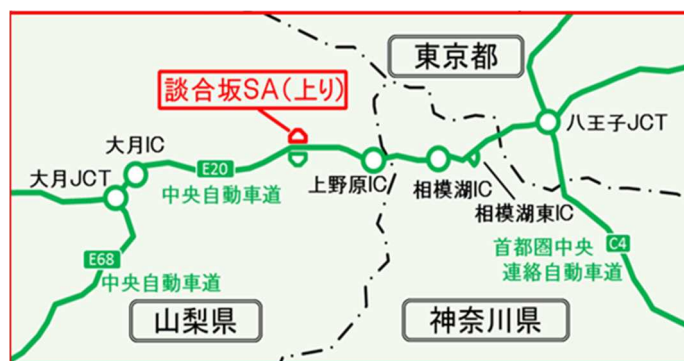 東京都
談合坂SA(上り)
八王子JCT
大月IC
大月JCT
E20
中央自動車道
上野原IC
相模湖IC
相模湖東IC
首都圏中央
連絡自動車道
C4
E68
中央自動車道
山梨県
神奈川県